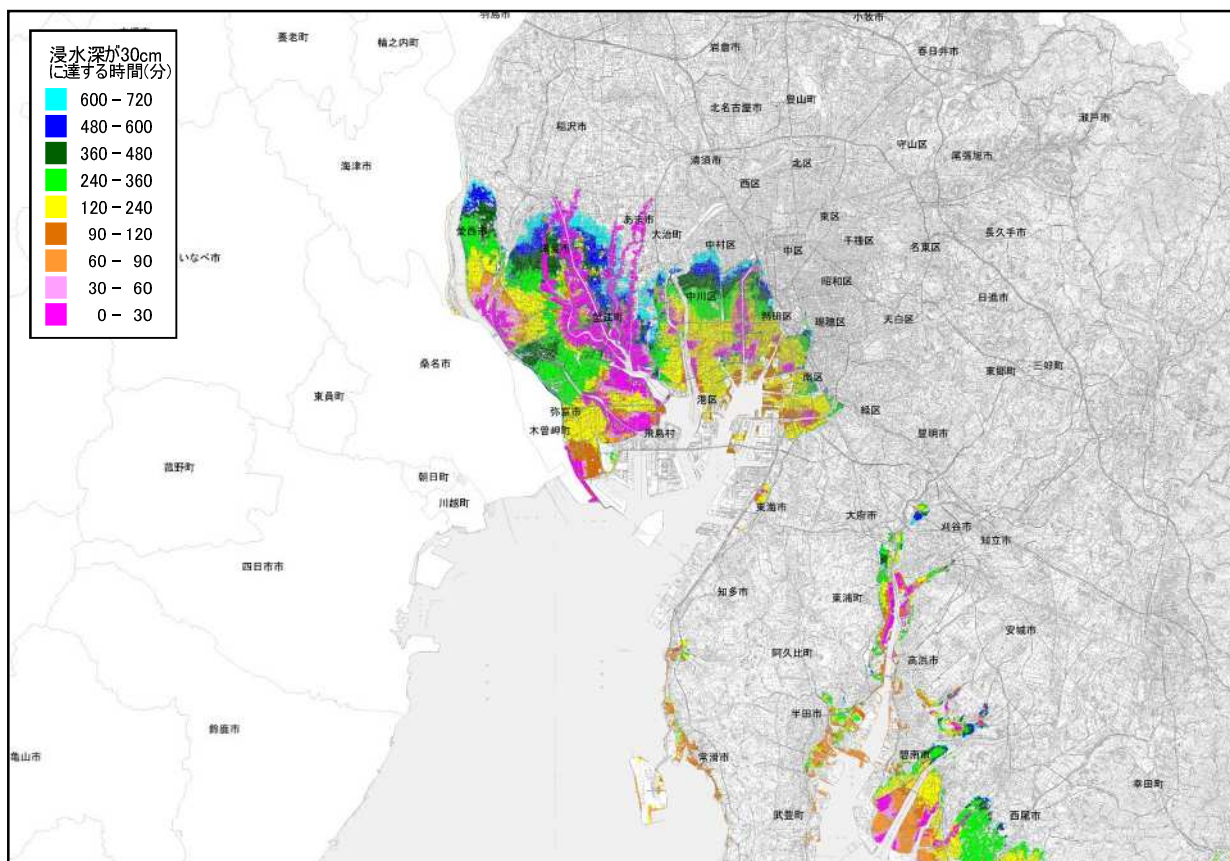 浸水深が30cm
に達する時間(分)
600－720
480－600
360－480
240－360
120－240
90－120
60－90
30－60
0－30
羽島市
小牧市
養老町
輪之内町
岩倉市
春日井市
北名古屋市
豊山町
瀬戸市
稲沢市
守山区
尾張旭市
海津市
清須市
北区
西区
あま市
東区
愛西市
大治町
中村区
中区
千種区
名東区
長久手市
いなべ市
昭和区
中川区
日進市
蟹江町
熱田区
瑞穂区
天白区
桑名市
東郷町
三好町
東員町
南区
港区
弥富市
緑区
木曽岬町
飛島村
豊明市
菰野町
朝日町
川越町
東海市
大府市
刈谷市
知立市
四日市市
知多市
東浦町
安城市
阿久比町
高浜市
半田市
鈴鹿市
亀山市
常滑市
碧南市
幸田町
武豊町
西尾市